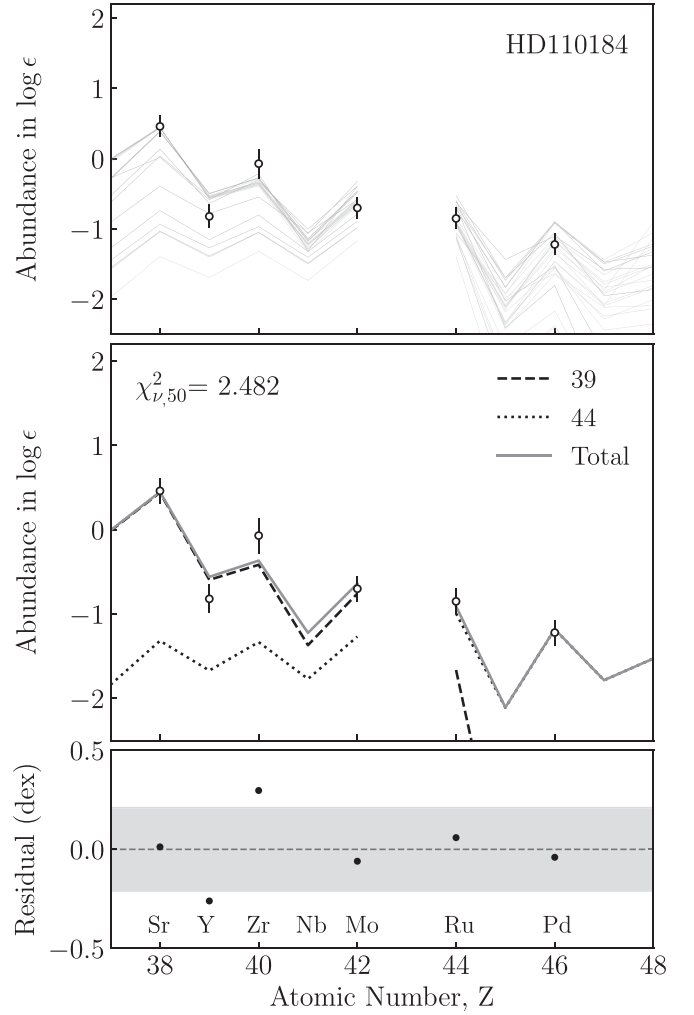 HD110184
Abundance in log ϵ
2
1
0
−1
−2
χ²ν,50 = 2.482
39
44
Total
Abundance in log ϵ
2
1
0
−1
−2
Residual (dex)
0.5
0.0
−0.5
Sr Y Zr Nb Mo Ru Pd
38 40 42 44 46 48
Atomic Number, Z